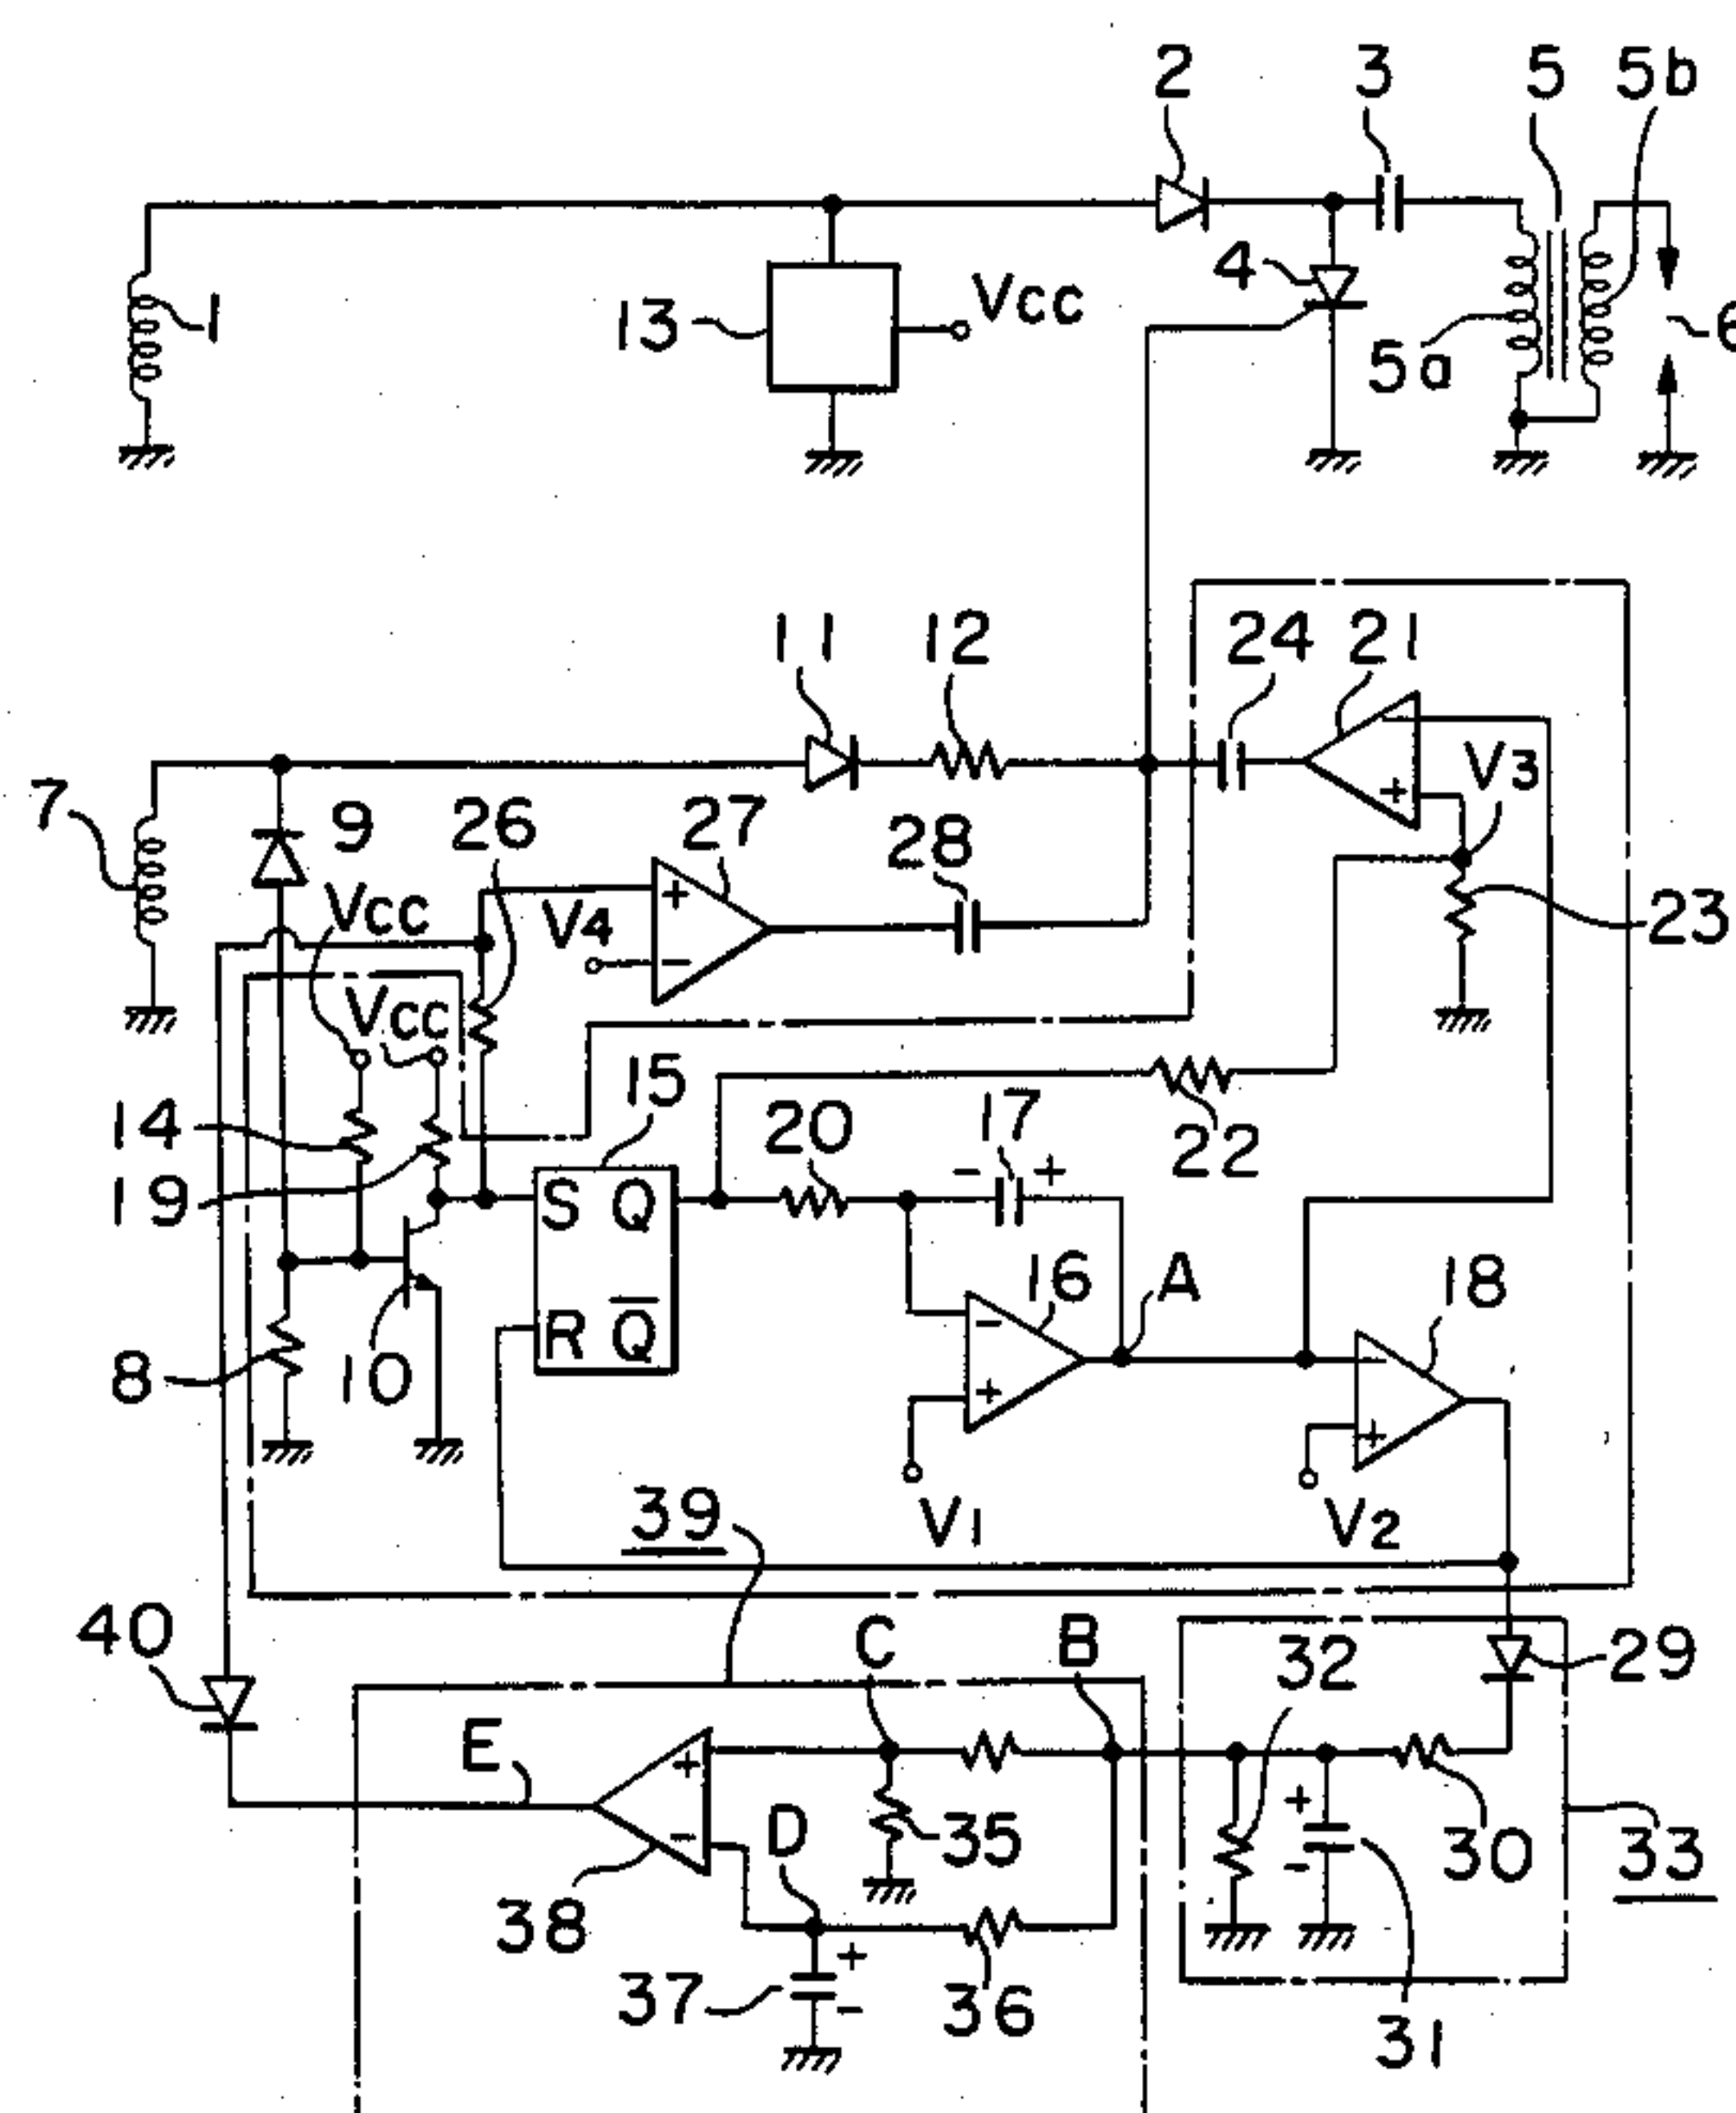 2 3 5 5b
1 13 Vcc 4 5a 6
11 12 24 21
7 9 26 27 28 V3
Vcc V4 + - + 23
Vcc
14 15 20 17 22
19 - +
S Q 16 A 18
R Q̅ - + - +
8 10
39 V1 V2
40 C B 32 29
E + D 35 + - 30 33
38 -
37 + - 36 31